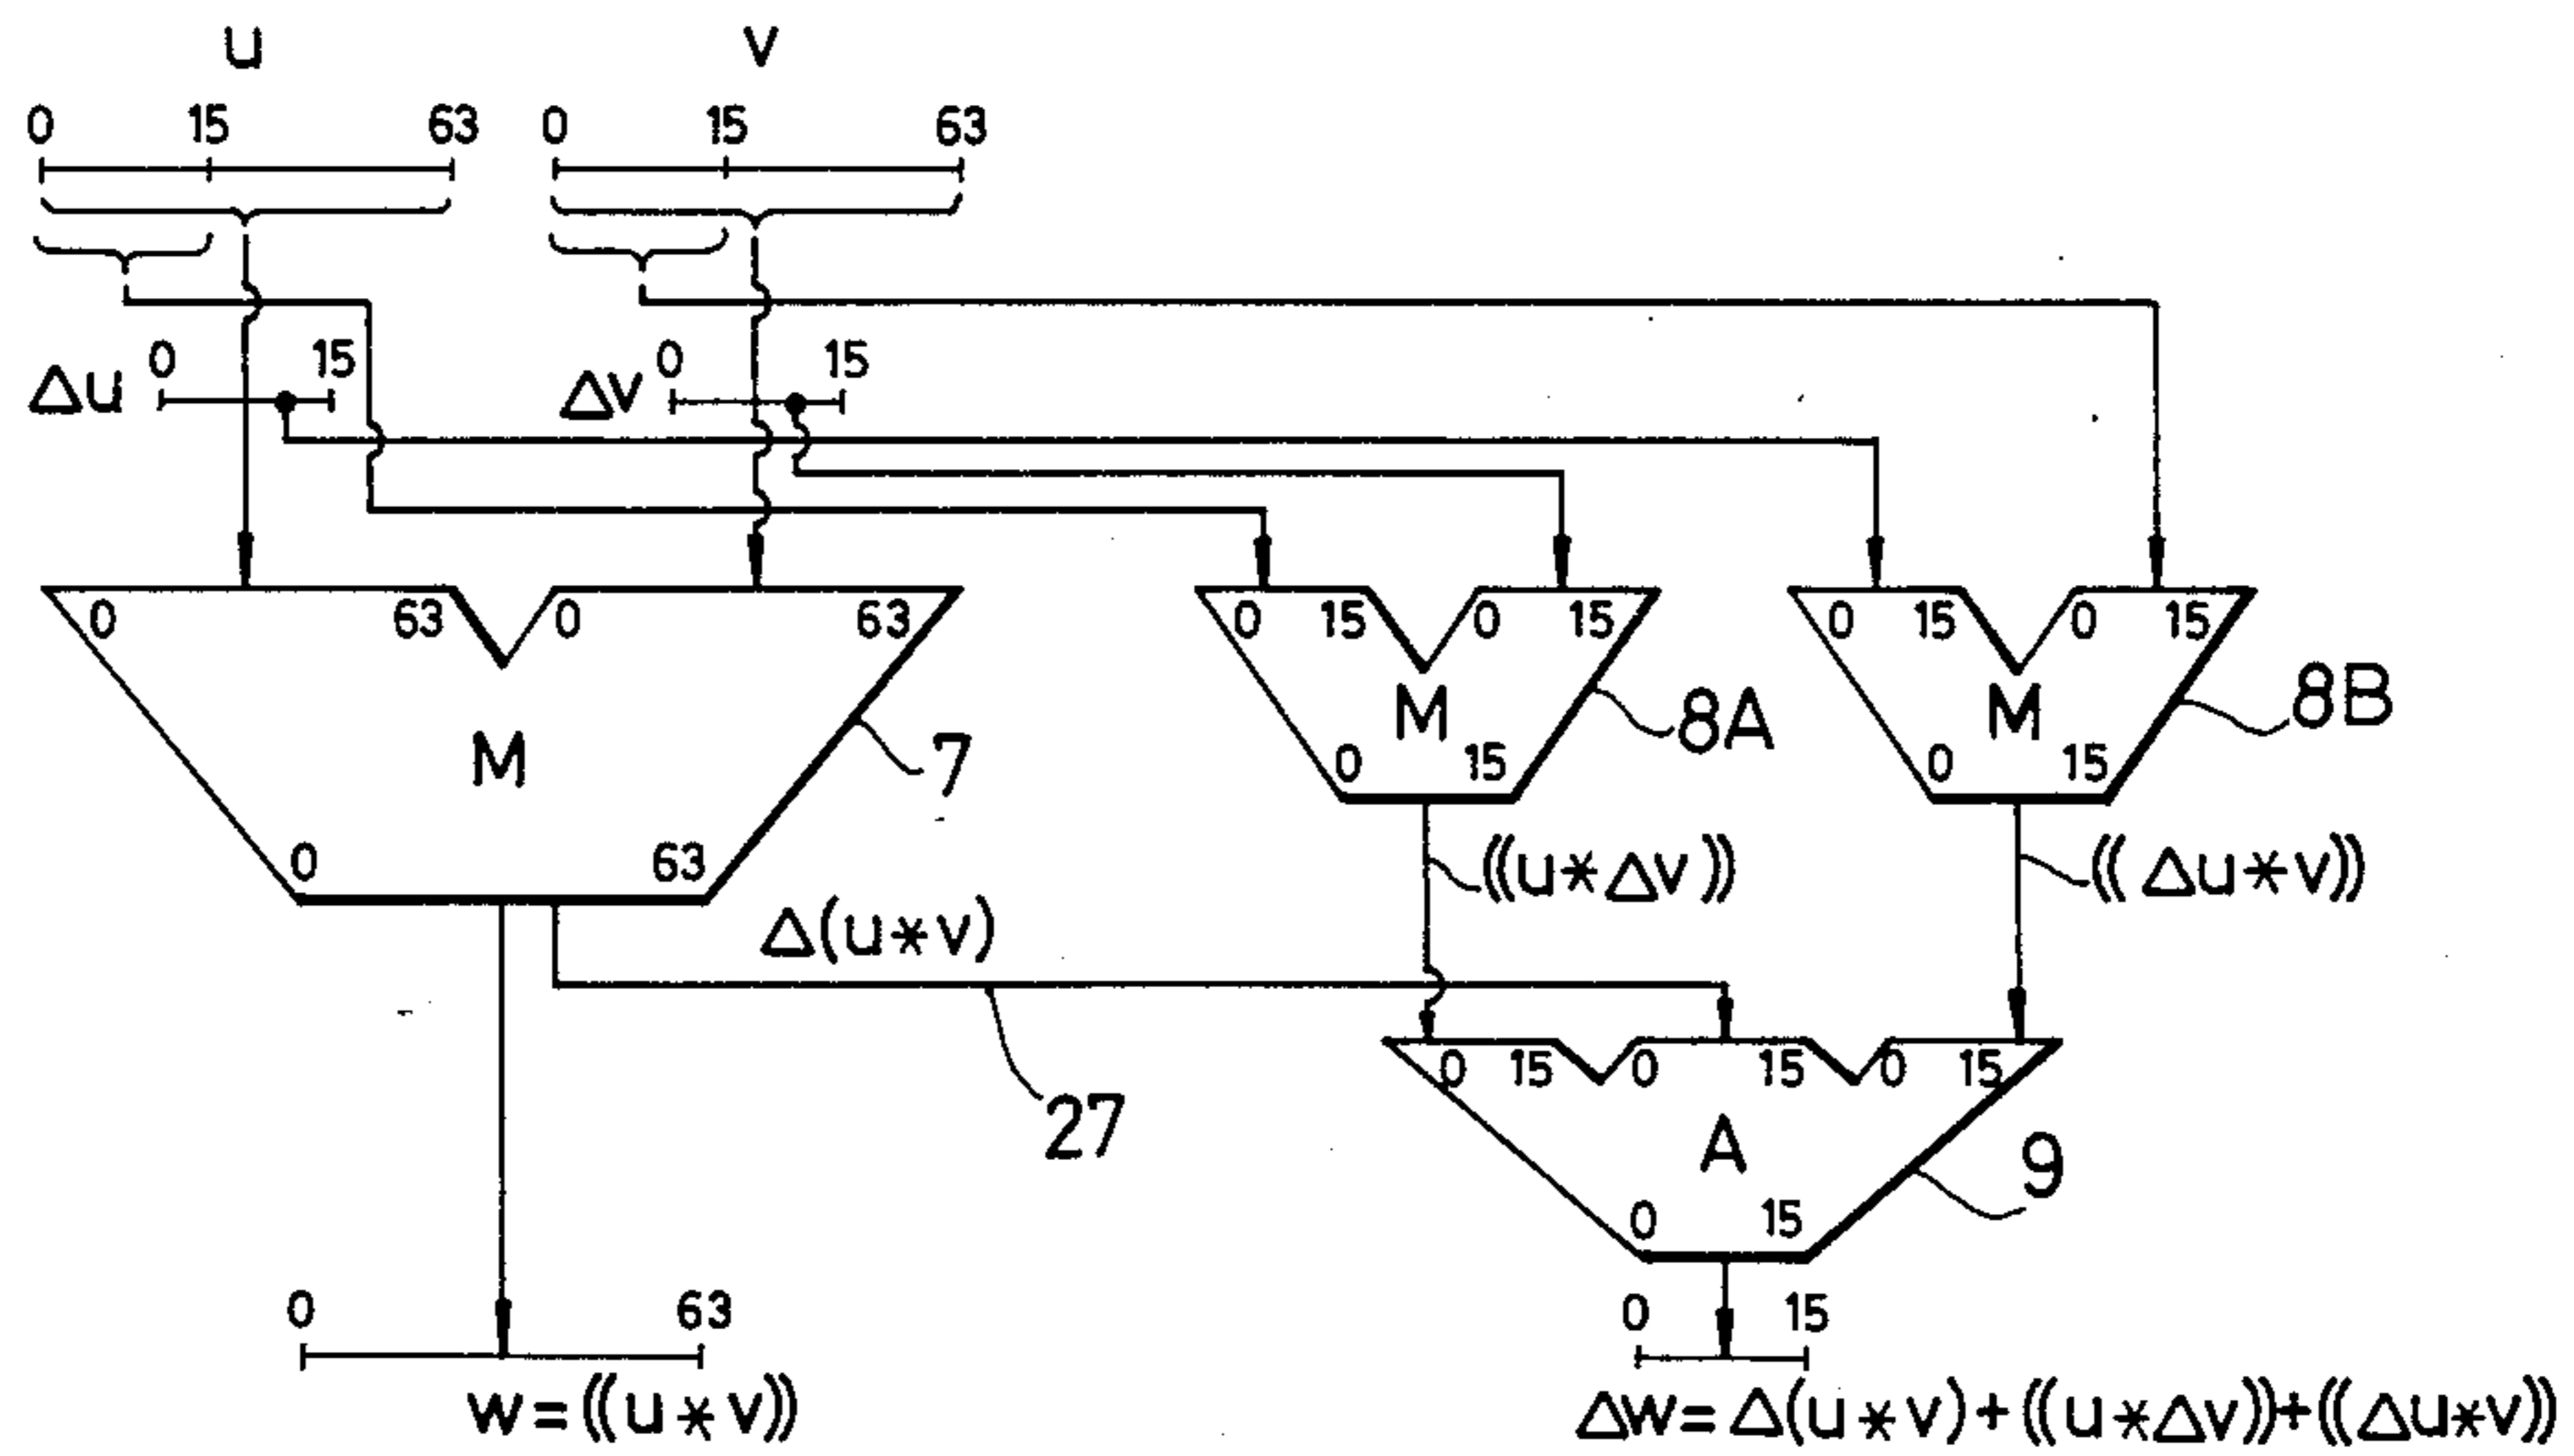 u v
0 15 63 0 15 63
Δu 0 15 Δv 0 15
0 63 0 63 0 15 0 15 0 15 0 15
M 7 M 8A M 8B
0 15 0 15
0 63 ((u*Δv)) ((Δu*v))
Δ(u*v)
27
0 15 0 15 0 15
A 9
0 15
0 63 0 15
w=((u*v)) Δw=Δ(u*v)+((u*Δv))+((Δu*v))